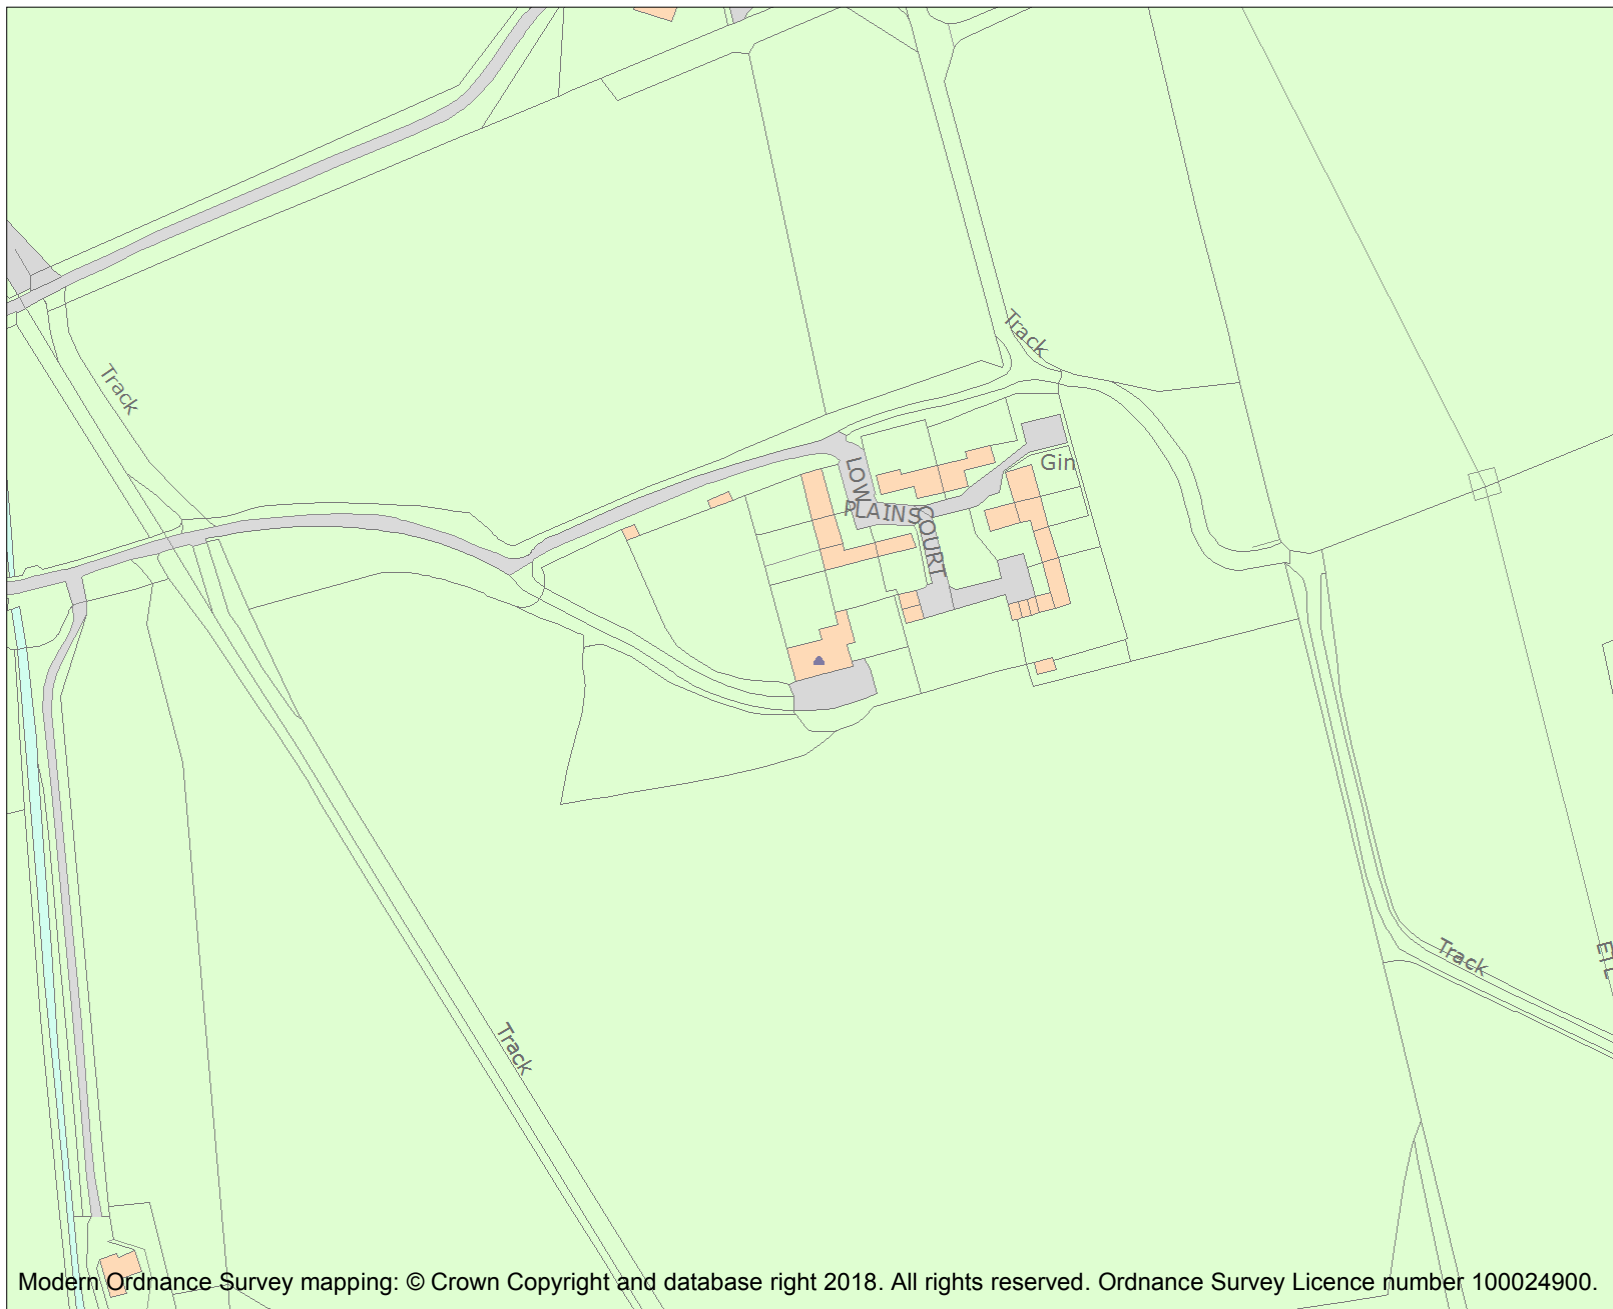 Track
Track
Gin
LOW
PLAINS
COURT
Track
ETL
Track
Modern Ordnance Survey mapping: © Crown Copyright and database right 2018. All rights reserved. Ordnance Survey Licence number 100024900.